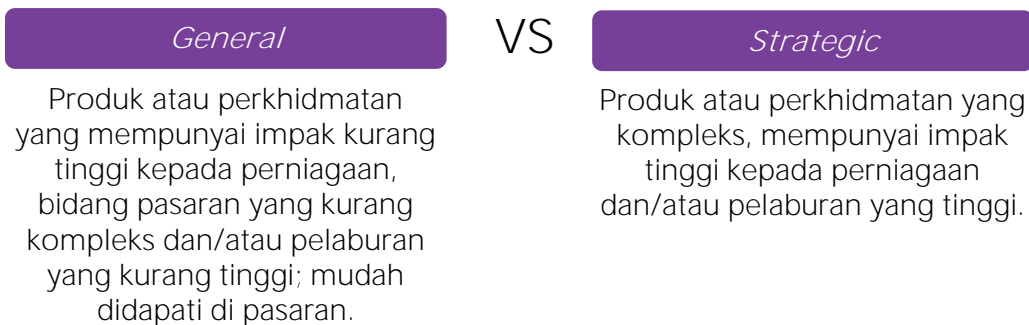 General
VS
Strategic
Produk atau perkhidmatan
yang mempunyai impak kurang
tinggi kepada perniagaan,
bidang pasaran yang kurang
kompleks dan/atau pelaburan
yang kurang tinggi; mudah
didapati di pasaran.
Produk atau perkhidmatan yang
kompleks, mempunyai impak
tinggi kepada perniagaan
dan/atau pelaburan yang tinggi.